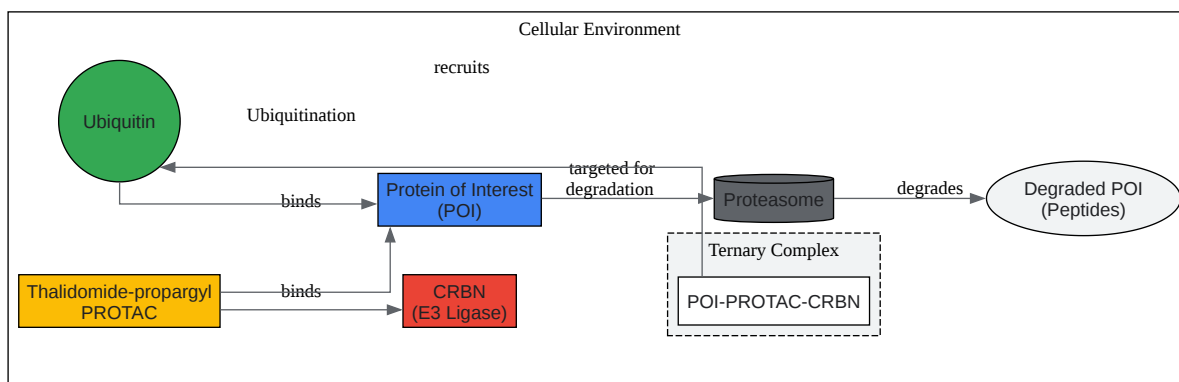 Cellular Environment
recruits
Ubiquitin
Ubiquitination
binds
Protein of Interest
(POI)
targeted for
degradation
Proteasome
degrades
Degraded POI
(Peptides)
Ternary Complex
Thalidomide-propargyl
PROTAC
binds
CRBN
(E3 Ligase)
POI-PROTAC-CRBN